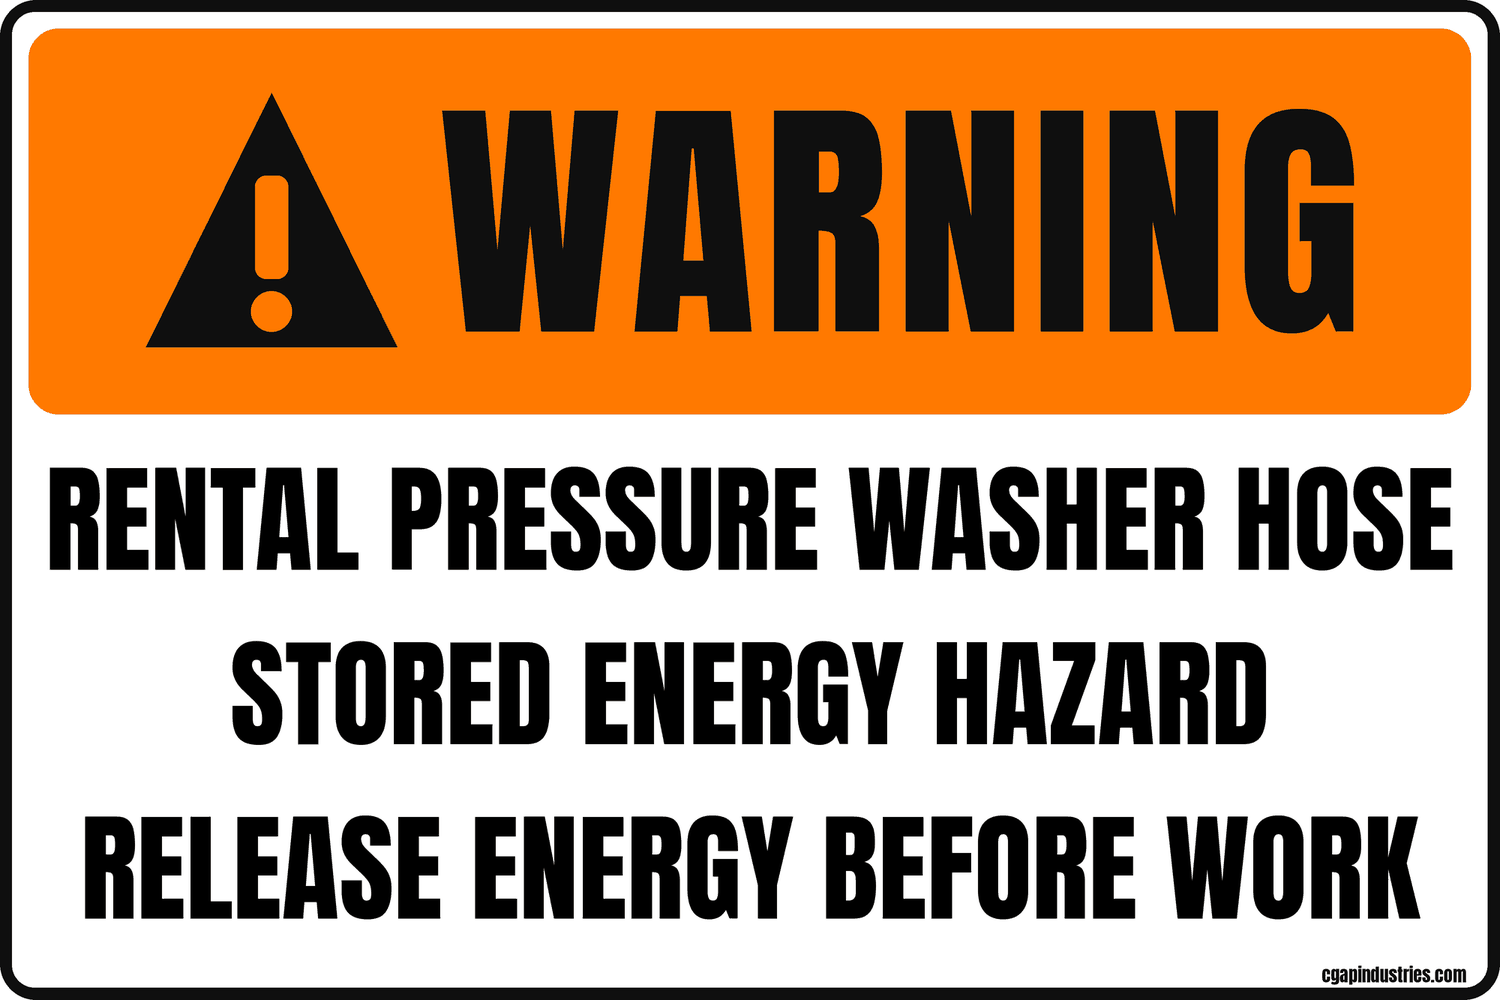 WARNING
RENTAL PRESSURE WASHER HOSE
STORED ENERGY HAZARD
RELEASE ENERGY BEFORE WORK
cgapindustries.com